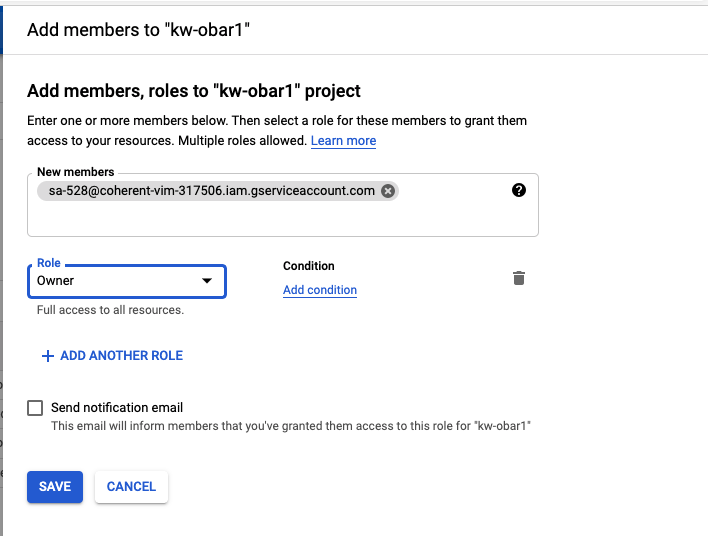 Add members to "kw-obar1"
Add members, roles to "kw-obar1" project
Enter one or more members below. Then select a role for these members to grant them
access to your resources. Multiple roles allowed. Learn more
New members
sa-528@coherent-vim-317506.iam.gserviceaccount.com
Role
Owner
Condition
Add condition
Full access to all resources.
ADD ANOTHER ROLE
Send notification email
This email will inform members that you've granted them access to this role for "kw-obar1"
SAVE
CANCEL